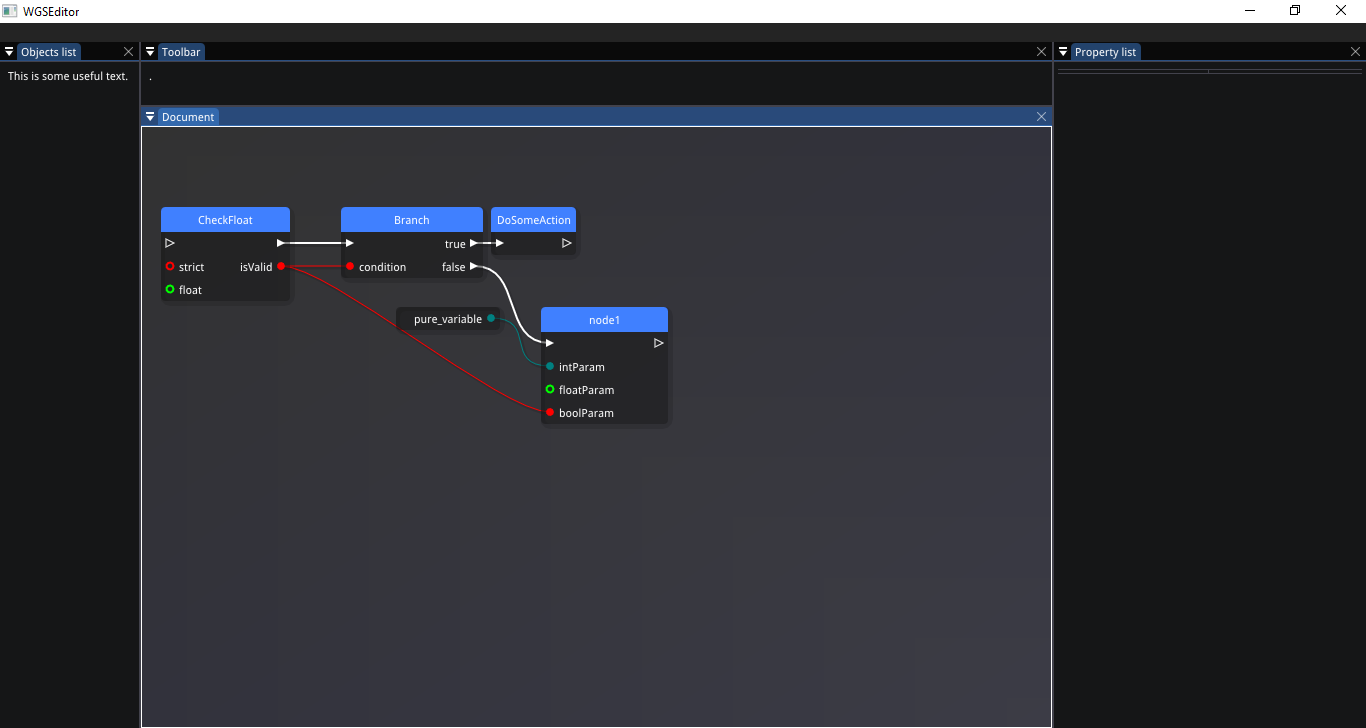 WGSEditor
Objects list
Toolbar
Property list
This is some useful text.
.
Document
CheckFloat
Branch
DoSomeAction
true
strict
isValid
condition
false
float
pure_variable
node1
intParam
floatParam
boolParam